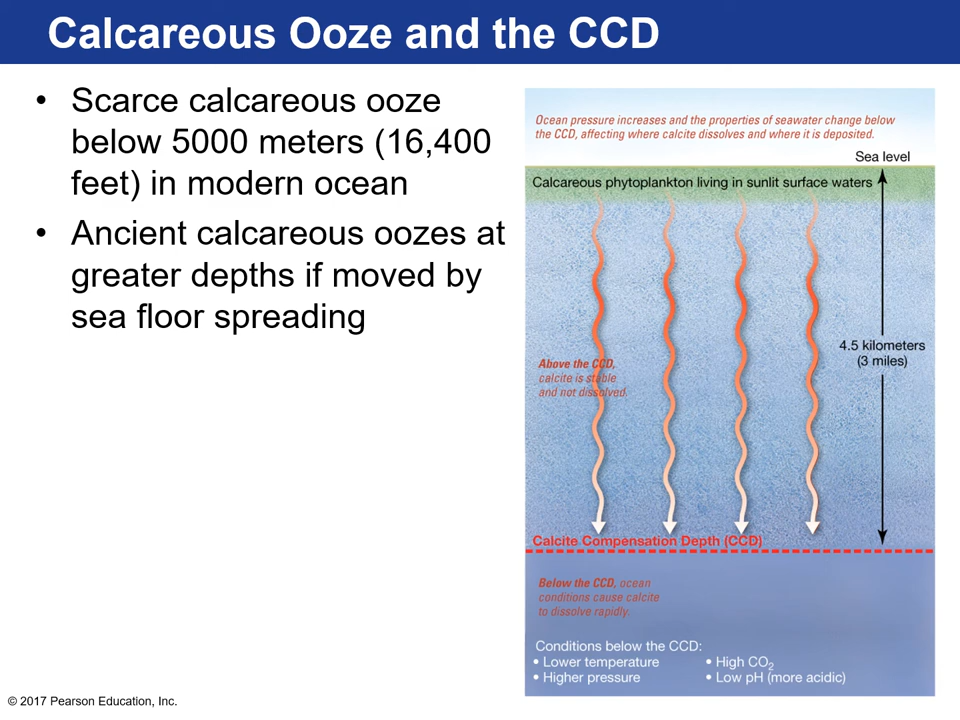 Calcareous Ooze and the CCD
• Scarce calcareous ooze
below 5000 meters (16,400
feet) in modern ocean
• Ancient calcareous oozes at
greater depths if moved by
sea floor spreading
Ocean pressure increases and the properties of seawater change below
the CCD, affecting where calcite dissolves and where it is deposited.
Sea level
Calcareous phytoplankton living in sunlit surface waters
4.5 kilometers
(3 miles)
Above the CCD,
calcite is stable
and not dissolved.
Calcite Compensation Depth (CCD)
Below the CCD, ocean
conditions cause calcite
to dissolve rapidly.
Conditions below the CCD:
• Lower temperature
• Higher pressure
• High CO₂
• Low pH (more acidic)
© 2017 Pearson Education, Inc.